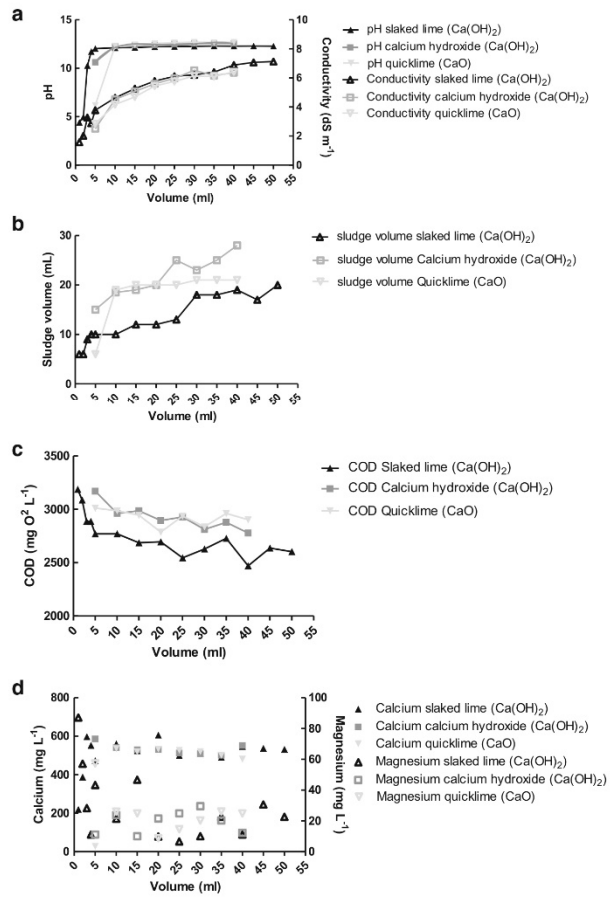 a
15
10
5
0
pH
10
8
6
4
2
0
Conductivity (dS m⁻¹)
0 5 10 15 20 25 30 35 40 45 50 55
Volume (ml)
pH slaked lime (Ca(OH)₂)
pH calcium hydroxide (Ca(OH)₂)
pH quicklime (CaO)
Conductivity slaked lime (Ca(OH)₂)
Conductivity calcium hydroxide (Ca(OH)₂)
Conductivity quicklime (CaO)
b
30
20
10
0
Sludge volume (mL)
0 5 10 15 20 25 30 35 40 45 50 55
Volume (ml)
sludge volume slaked lime (Ca(OH)₂)
sludge volume Calcium hydroxide (Ca(OH)₂)
sludge volume Quicklime (CaO)
c
3500
3000
2500
2000
COD (mg O² L⁻¹)
0 5 10 15 20 25 30 35 40 45 50 55
Volume (ml)
COD Slaked lime (Ca(OH)₂)
COD Calcium hydroxide (Ca(OH)₂)
COD Quicklime (CaO)
d
800
600
400
200
0
Calcium (mg L⁻¹)
100
80
60
40
20
0
Magnesium (mg L⁻¹)
0 5 10 15 20 25 30 35 40 45 50 55
Volume (ml)
Calcium slaked lime (Ca(OH)₂)
Calcium calcium hydroxide (Ca(OH)₂)
Calcium quicklime (CaO)
Magnesium slaked lime (Ca(OH)₂)
Magnesium calcium hydroxide (Ca(OH)₂)
Magnesium quicklime (CaO)